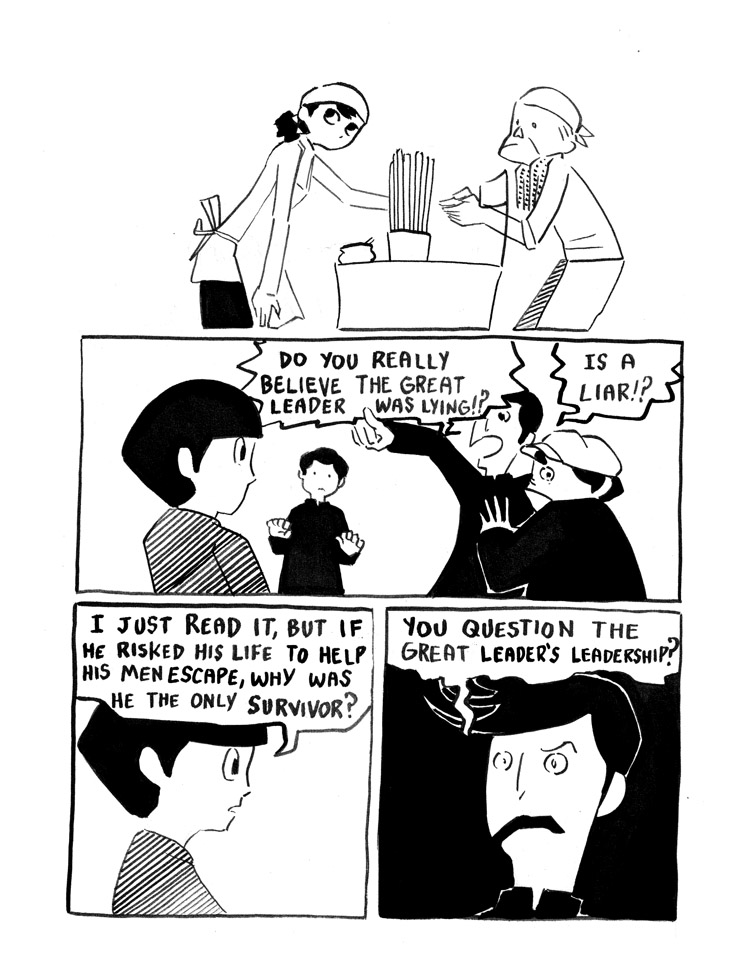 DO YOU REALLY
BELIEVE THE GREAT
LEADER WAS LYING!?
IS A
LIAR!?
I JUST READ IT, BUT IF
HE RISKED HIS LIFE TO HELP
HIS MEN ESCAPE, WHY WAS
HE THE ONLY SURVIVOR?
YOU QUESTION THE
GREAT LEADER'S LEADERSHIP?